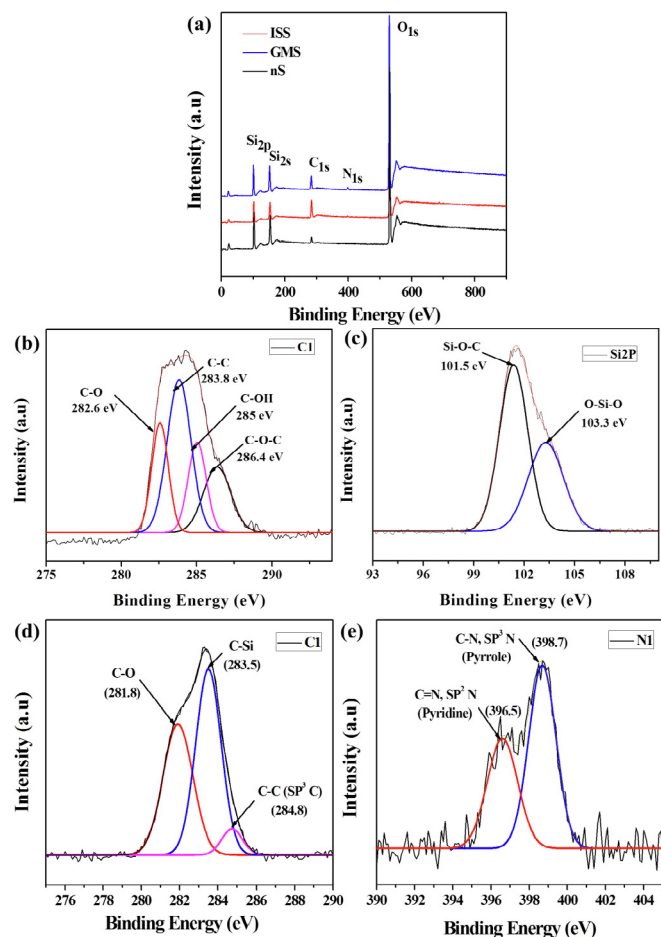 (a)
ISS
GMS
nS
O1s
Si2p
Si2s
C1s
N1s
Intensity (a.u)
0 200 400 600 800
Binding Energy (eV)
(b)
C1
C-O
282.6 eV
C-C
283.8 eV
C-OH
285 eV
C-O-C
286.4 eV
Intensity (a.u)
275 280 285 290
Binding Energy (eV)
(c)
Si2P
Si-O-C
101.5 eV
O-Si-O
103.3 eV
Intensity (a.u)
93 96 99 102 105 108
Binding Energy (eV)
(d)
C1
C-Si
(283.5)
C-O
(281.8)
C-C (SP³ C)
(284.8)
Intensity (a.u)
276 278 280 282 284 286 288
Binding Energy (eV)
(e)
N1
C-N, SP³ N (398.7)
(Pyrrole)
C=N, SP² N (396.5)
(Pyridine)
Intensity (a.u)
390 392 394 396 398 400 402 404
Binding Energy (eV)